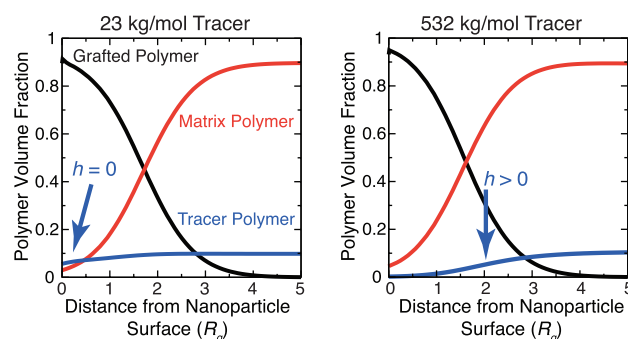 23 kg/mol Tracer
Polymer Volume Fraction
1
0.8
0.6
0.4
0.2
0
Grafted Polymer
Matrix Polymer
h = 0
Tracer Polymer
0 1 2 3 4 5
Distance from Nanoparticle
Surface (Rg)
532 kg/mol Tracer
Polymer Volume Fraction
1
0.8
0.6
0.4
0.2
0
h > 0
0 1 2 3 4 5
Distance from Nanoparticle
Surface (Rg)